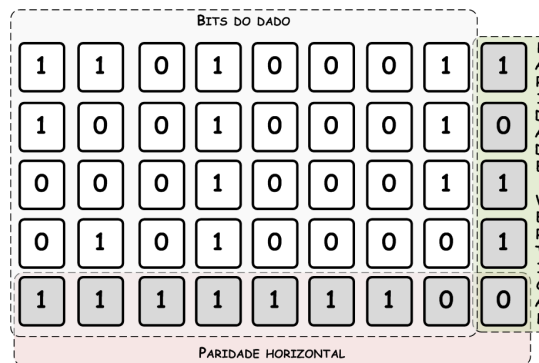 BITS DO DADO
1 1 0 1 0 0 0 1 1
1 0 0 1 0 0 0 1 0
0 0 0 1 0 0 0 1 1
0 1 0 1 0 0 0 0 1
1 1 1 1 1 1 1 0 0
PARIDADE VERTICAL
PARIDADE HORIZONTAL